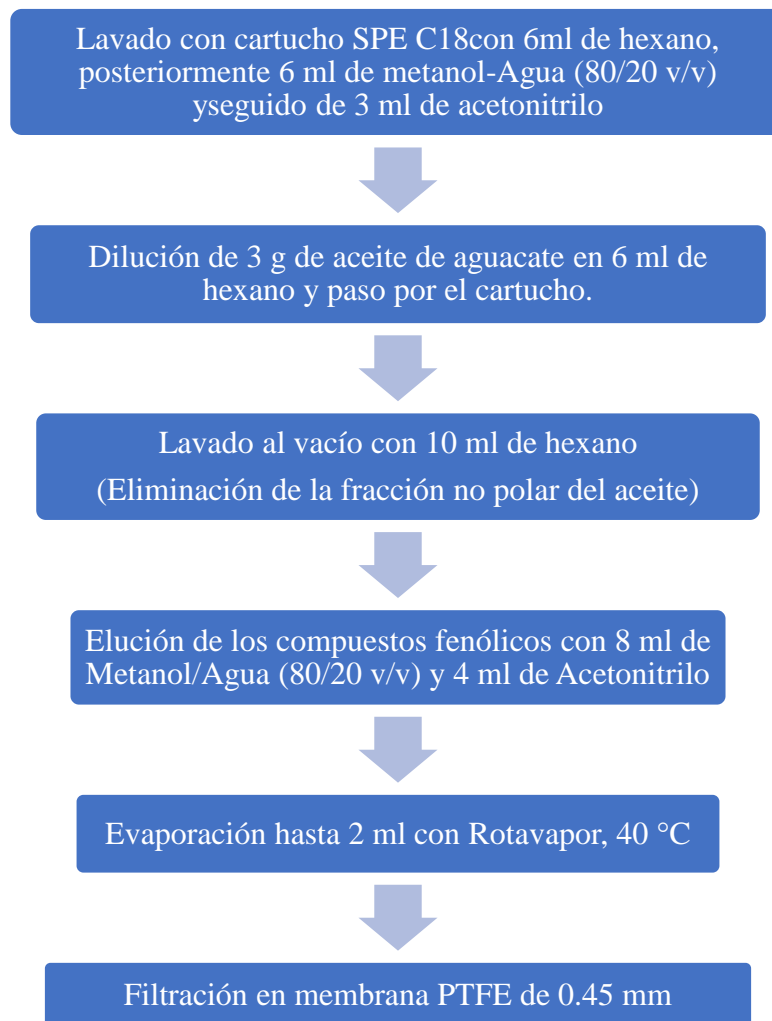 Lavado con cartucho SPE C18con 6ml de hexano,
posteriormente 6 ml de metanol-Agua (80/20 v/v)
yseguido de 3 ml de acetonitrilo
Dilución de 3 g de aceite de aguacate en 6 ml de
hexano y paso por el cartucho.
Lavado al vacío con 10 ml de hexano
(Eliminación de la fracción no polar del aceite)
Elución de los compuestos fenólicos con 8 ml de
Metanol/Agua (80/20 v/v) y 4 ml de Acetonitrilo
Evaporación hasta 2 ml con Rotavapor, 40 °C
Filtración en membrana PTFE de 0.45 mm